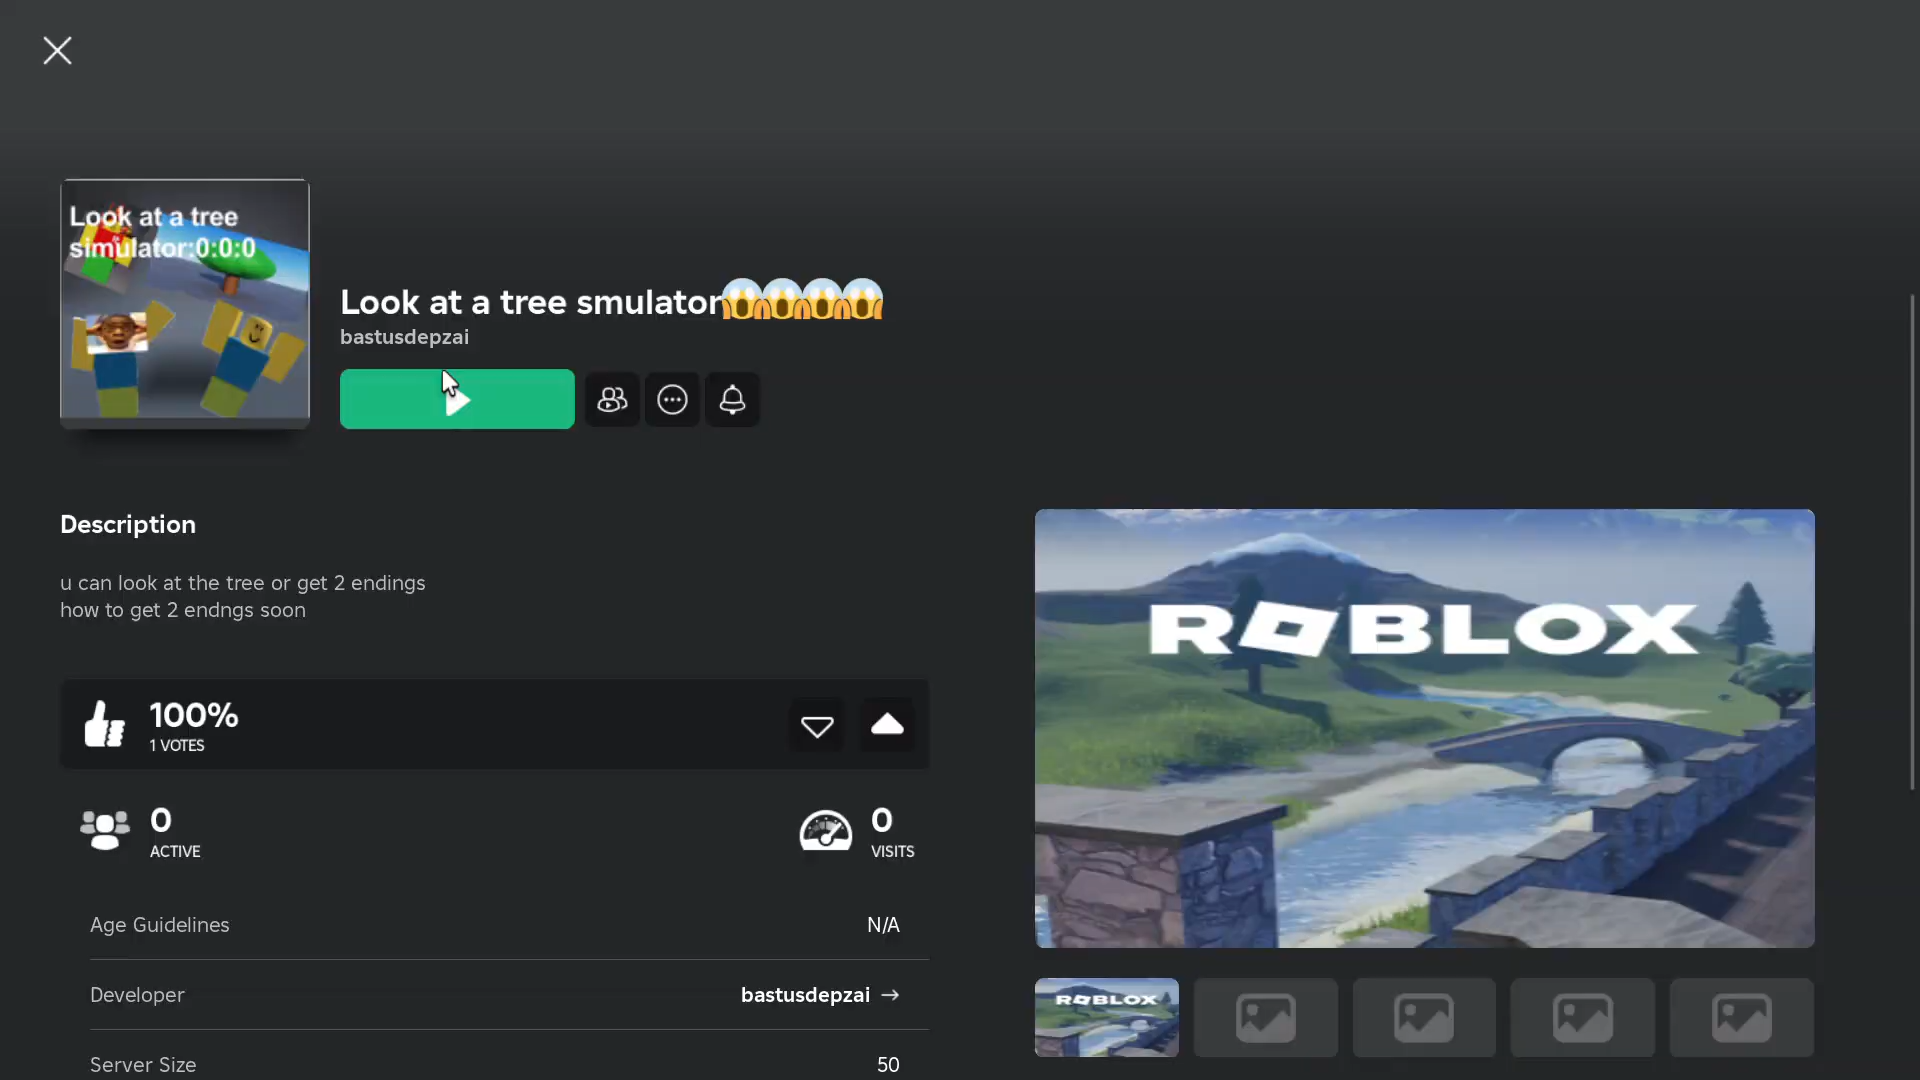 Look at a tree
simulator:0:0:0
Look at a tree smulator😱😱😱😱
bastusdepzai
Description
u can look at the tree or get 2 endings
how to get 2 endngs soon
100%
1 VOTES
0
ACTIVE
0
VISITS
Age Guidelines N/A
Developer bastusdepzai →
Server Size 50
ROBLOX
ROBLOX